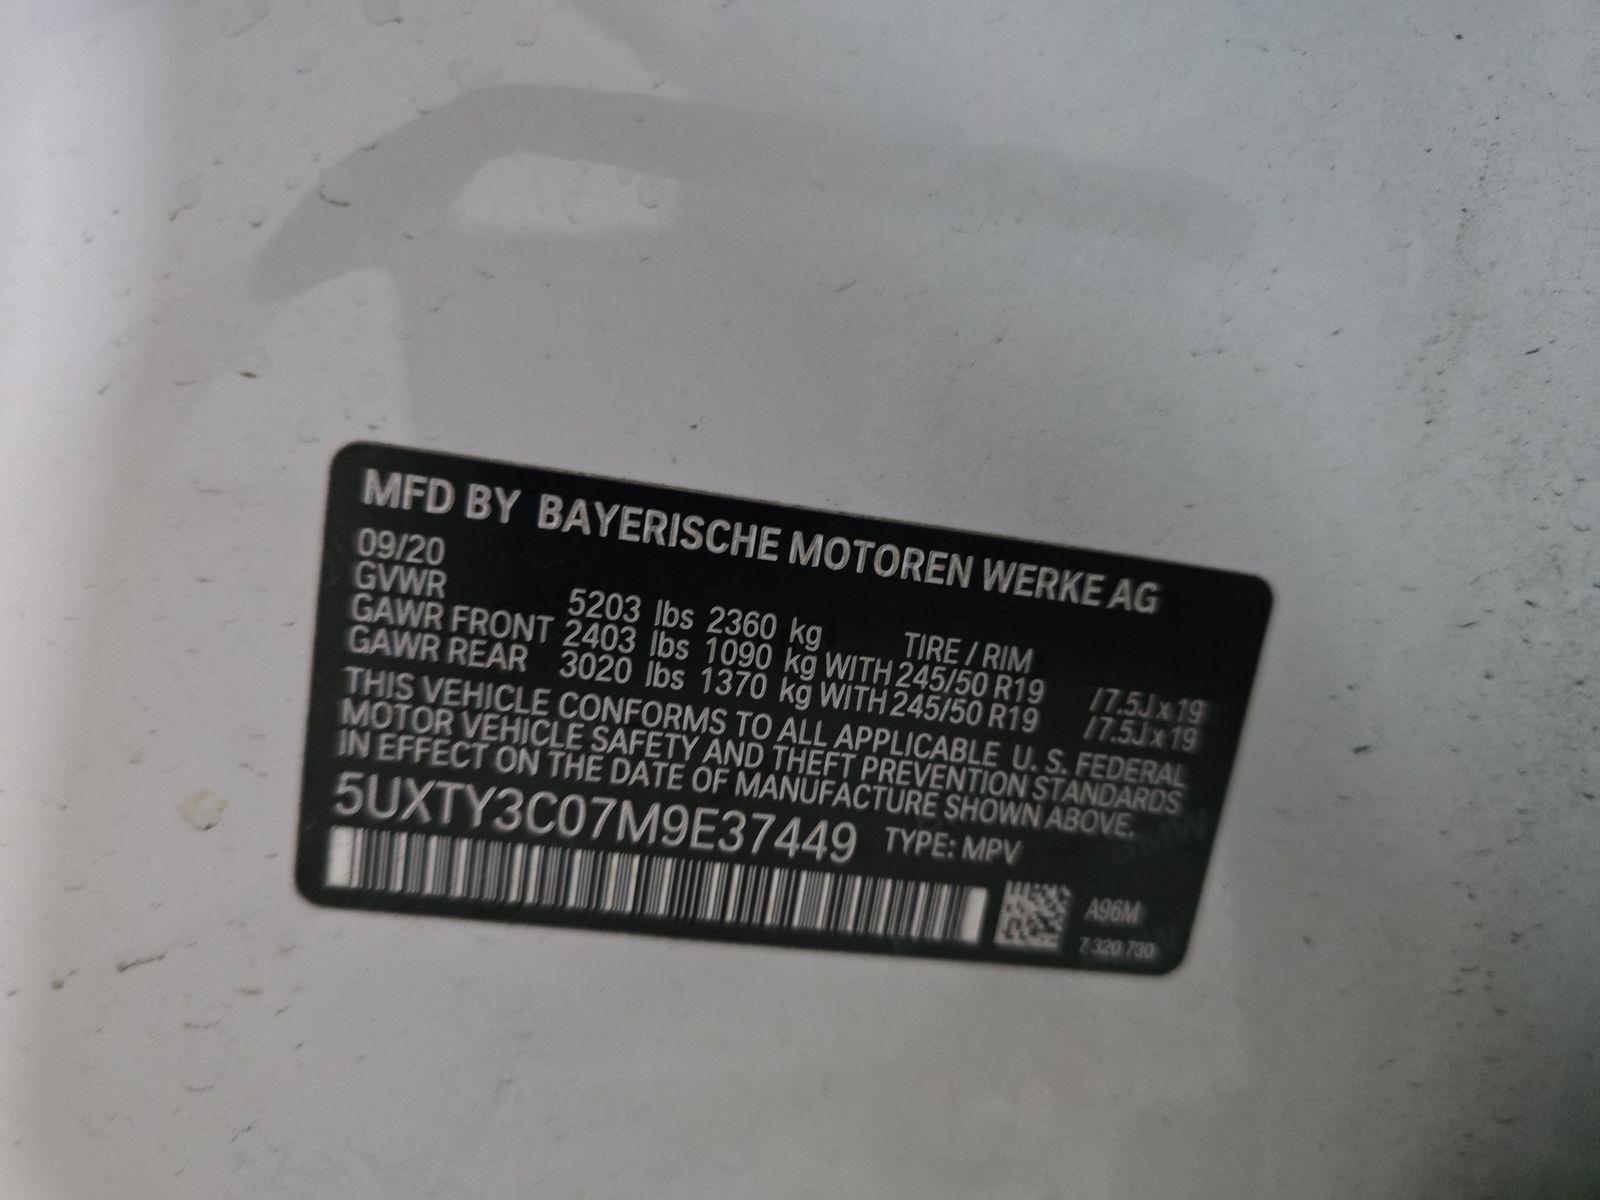 MFD BY BAYERISCHE MOTOREN WERKE AG
09/20
GVWR 5203 lbs 2360 kg TIRE / RIM
GAWR FRONT 2403 lbs 1090 kg WITH 245/50 R19 /7.5J x 19
GAWR REAR 3020 lbs 1370 kg WITH 245/50 R19 /7.5J x 19
THIS VEHICLE CONFORMS TO ALL APPLICABLE U. S. FEDERAL
MOTOR VEHICLE SAFETY AND THEFT PREVENTION STANDARDS
IN EFFECT ON THE DATE OF MANUFACTURE SHOWN ABOVE.
5UXTY3C07M9E37449 TYPE: MPV
A96M
7 320 730